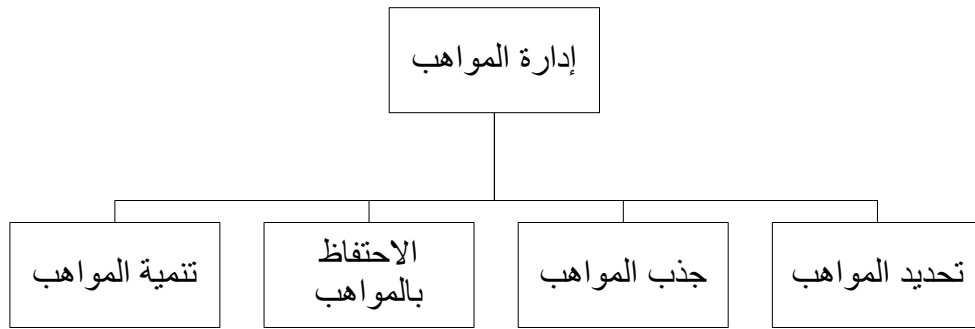 إدارة المواهب
تحديد المواهب
جذب المواهب
الاحتفاظ
بالمواهب
تنمية المواهب